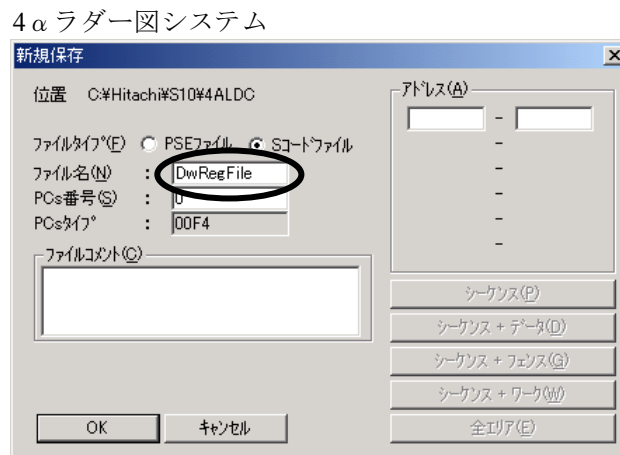 4αラダー図システム
新規保存
位置 C:¥Hitachi¥S10¥4ALDC
ファイルタイプ(F) PSEファイル Sコードファイル
ファイル名(N) : DwRegFile
PCs番号(S) : 0
PCsタイプ : 00F4
ファイルコメント(C)
OK キャンセル
アドレス(A)
-
-
-
-
-
-
シーケンス(P)
シーケンス + データ(D)
シーケンス + フェンス(G)
シーケンス + ワーク(W)
全エリア(E)